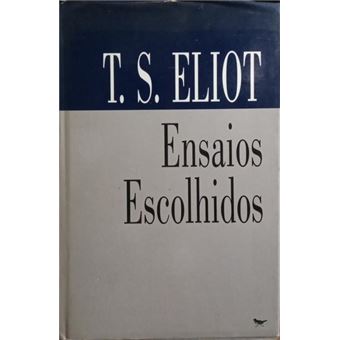 T. S. ELIOT
Ensaios
Escolhidos